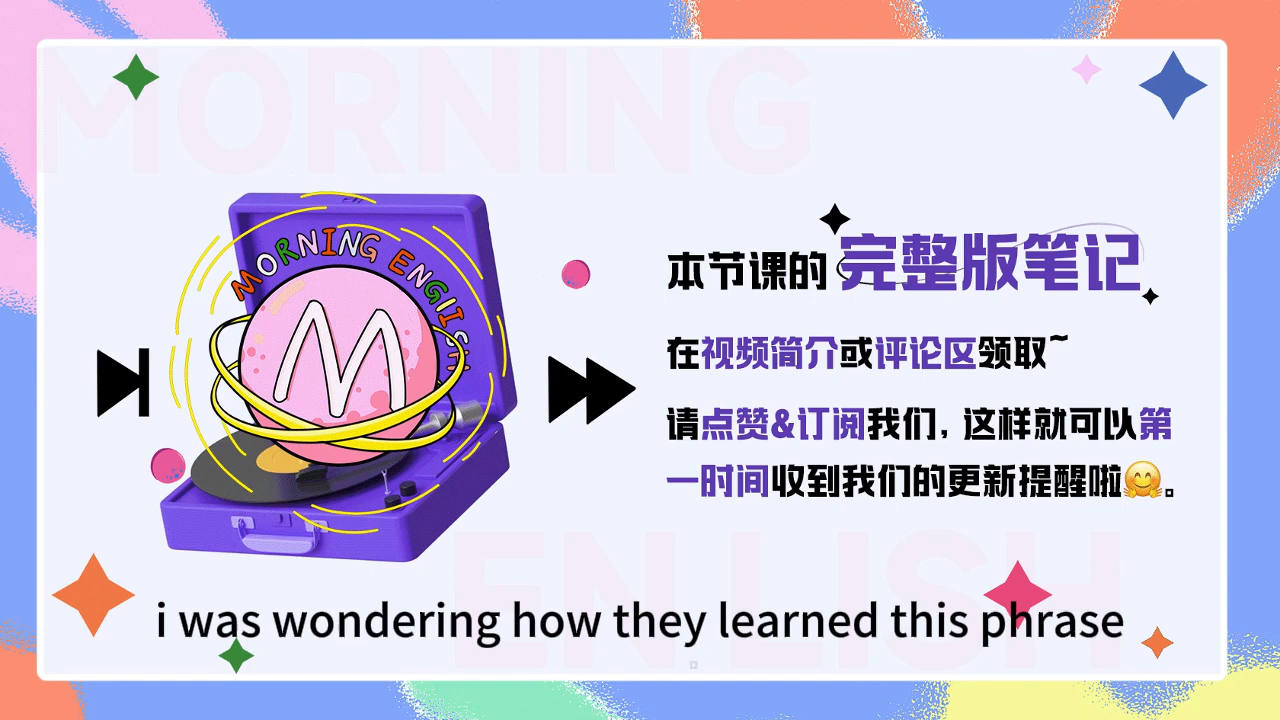 MORNING
MORNING ENGlISH
M
本节课的 完整版笔记
在视频简介或评论区领取~
请点赞&订阅我们，这样就可以第
一时间收到我们的更新提醒啦🤗。
EN LISH
i was wondering how they learned this phrase